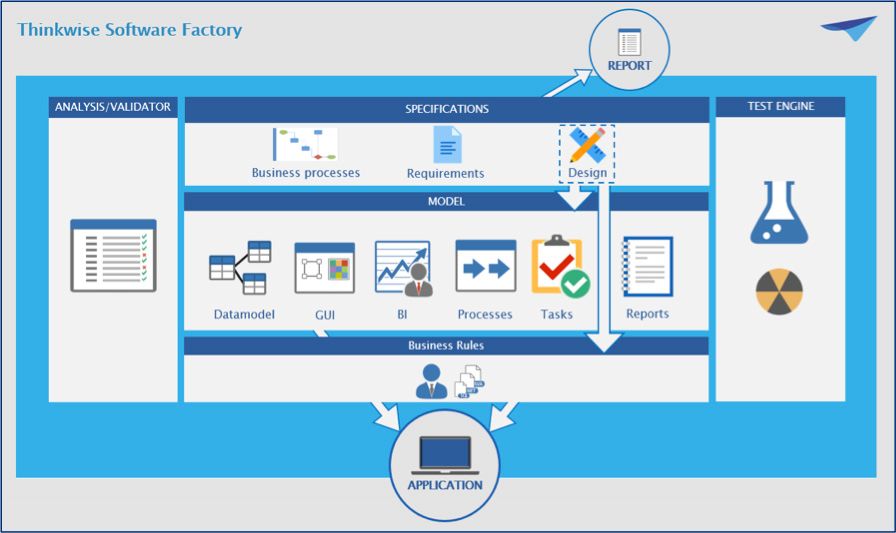 Thinkwise Software Factory
REPORT
ANALYSIS/VALIDATOR
SPECIFICATIONS
TEST ENGINE
Business processes
Requirements
Design
MODEL
Datamodel
GUI
BI
Processes
Tasks
Reports
Business Rules
APPLICATION